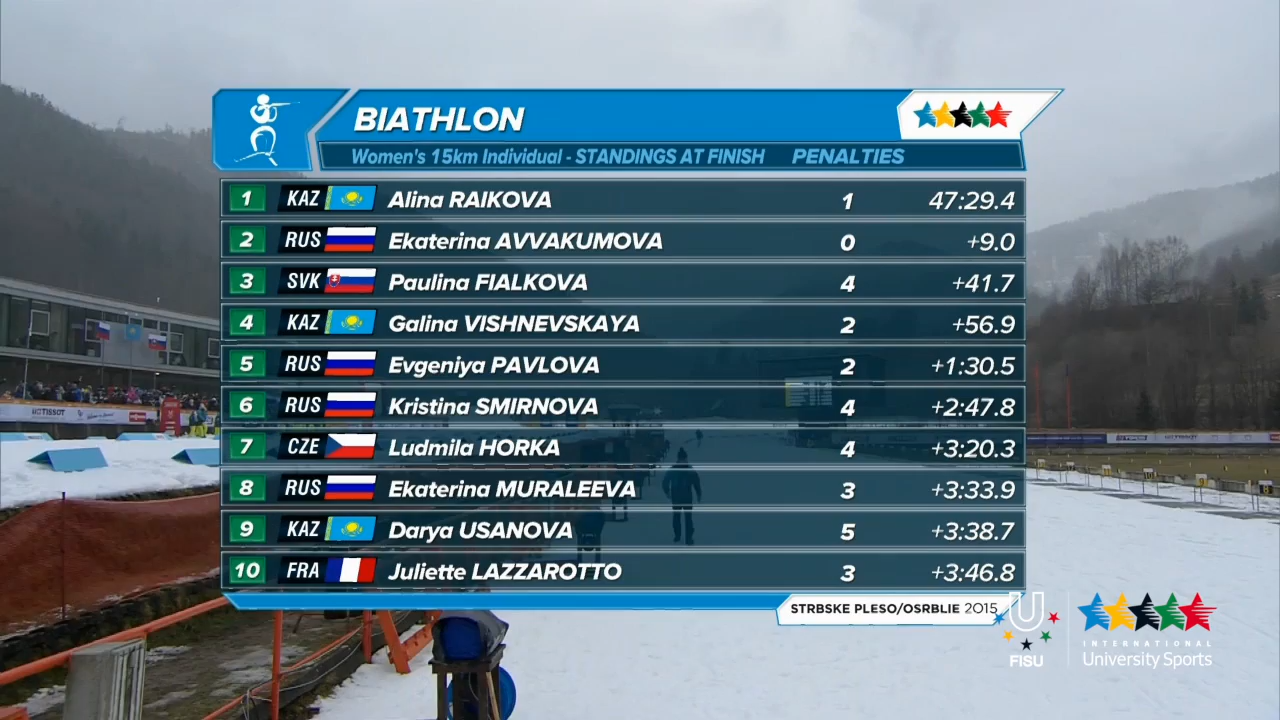 BIATHLON
Women's 15km Individual - STANDINGS AT FINISH PENALTIES
1 KAZ Alina RAIKOVA 1 47:29.4
2 RUS Ekaterina AVVAKUMOVA 0 +9.0
3 SVK Paulina FIALKOVA 4 +41.7
4 KAZ Galina VISHNEVSKAYA 2 +56.9
5 RUS Evgeniya PAVLOVA 2 +1:30.5
6 RUS Kristina SMIRNOVA 4 +2:47.8
7 CZE Ludmila HORKA 4 +3:20.3
8 RUS Ekaterina MURALEEVA 3 +3:33.9
9 KAZ Darya USANOVA 5 +3:38.7
10 FRA Juliette LAZZAROTTO 3 +3:46.8
STRBSKE PLESO/OSRBLIE 2015
U
FISU
INTERNATIONAL
University Sports
TISSOT